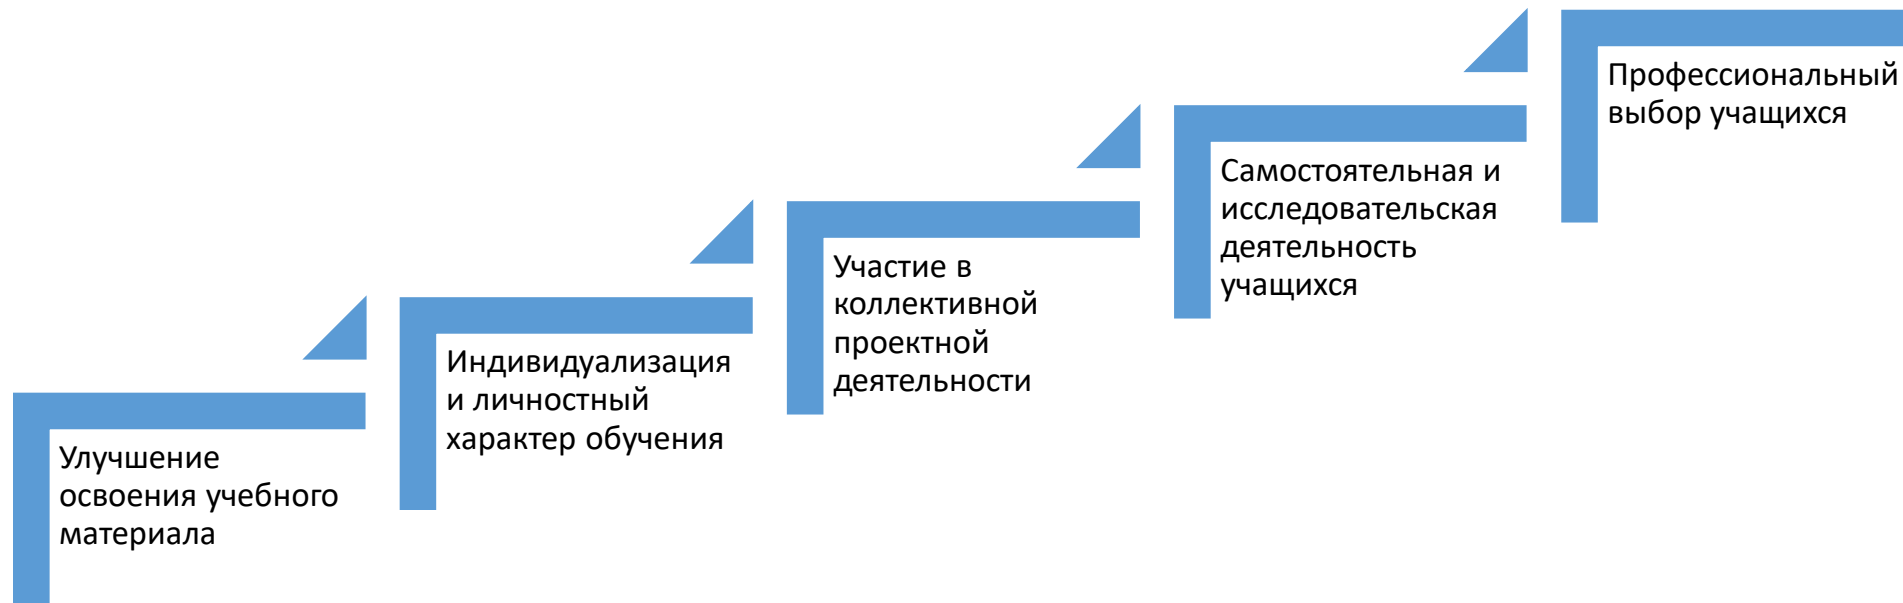 Улучшение
освоения учебного
материала
Индивидуализация
и личностный
характер обучения
Участие в
коллективной
проектной
деятельности
Самостоятельная и
исследовательская
деятельность
учащихся
Профессиональный
выбор учащихся